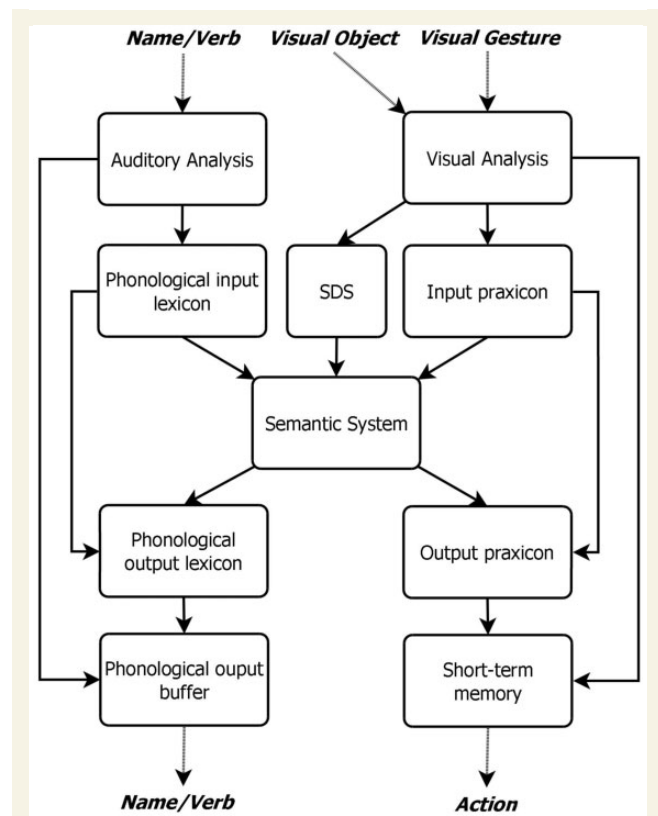 Name/Verb Visual Object Visual Gesture
Auditory Analysis
Visual Analysis
Phonological input
lexicon
SDS
Input praxicon
Semantic System
Phonological
output lexicon
Output praxicon
Phonological ouput
buffer
Short-term
memory
Name/Verb
Action